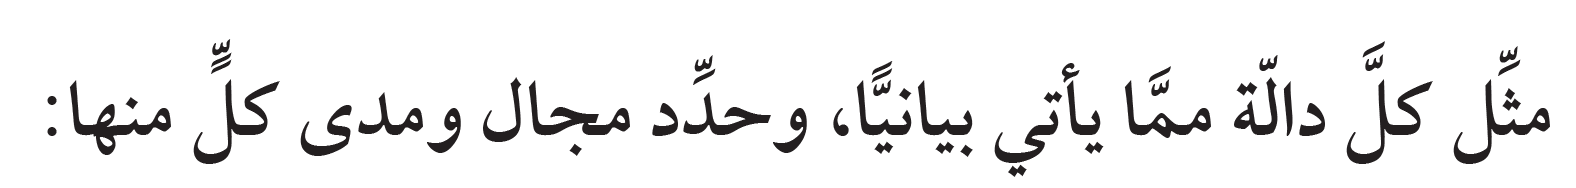 مثّل كلَّ دالّة ممَّا يأتي بيانيًّا، وحدِّد مجال ومدى كلٍّ منها: